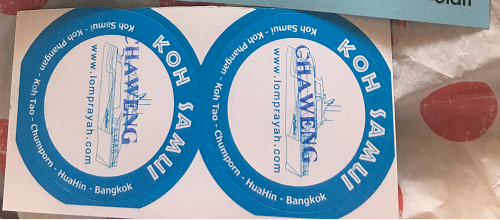 KOH SAMUI
CHAWENG
www.lomprayah.com
Koh Samui - Koh Phangan - Koh Tao - Chumporn - HuaHin - Bangkok
KOH SAMUI
CHAWENG
www.lomprayah.com
Koh Samui - Koh Phangan - Koh Tao - Chumporn - HuaHin - Bangkok